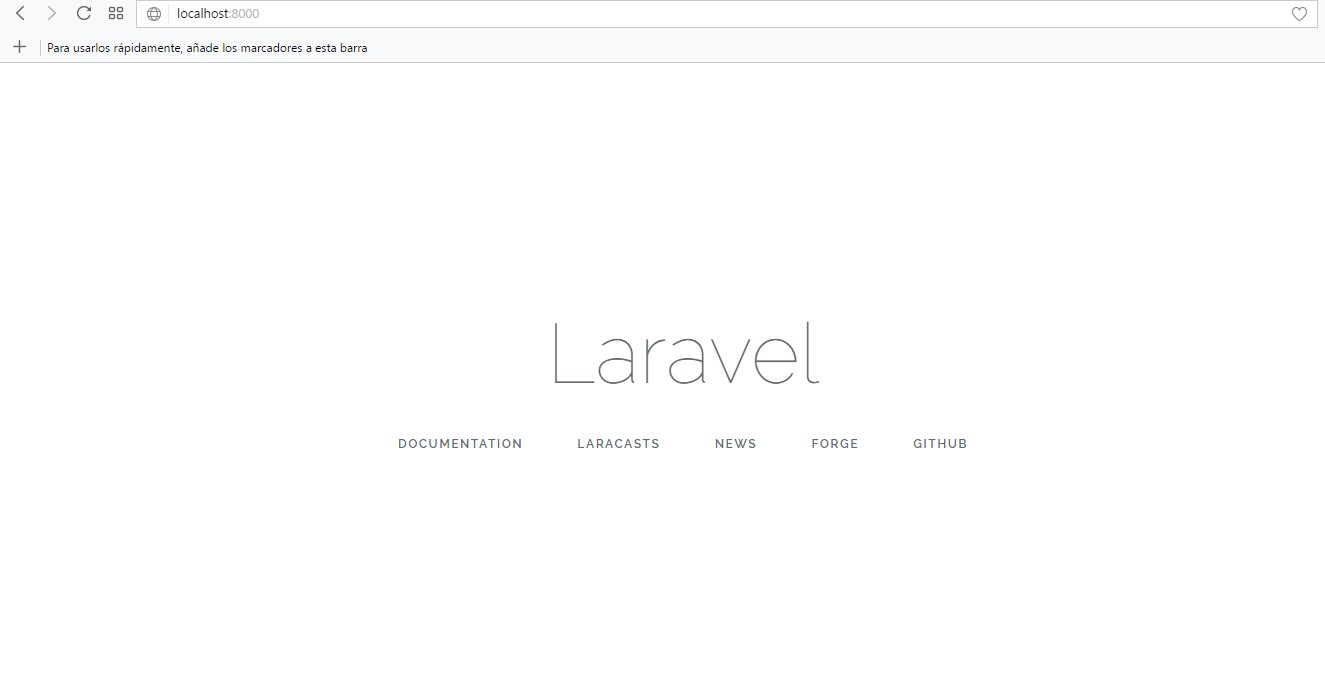 localhost:8000
Para usarlos rápidamente, añade los marcadores a esta barra
Laravel
DOCUMENTATION LARACASTS NEWS FORGE GITHUB